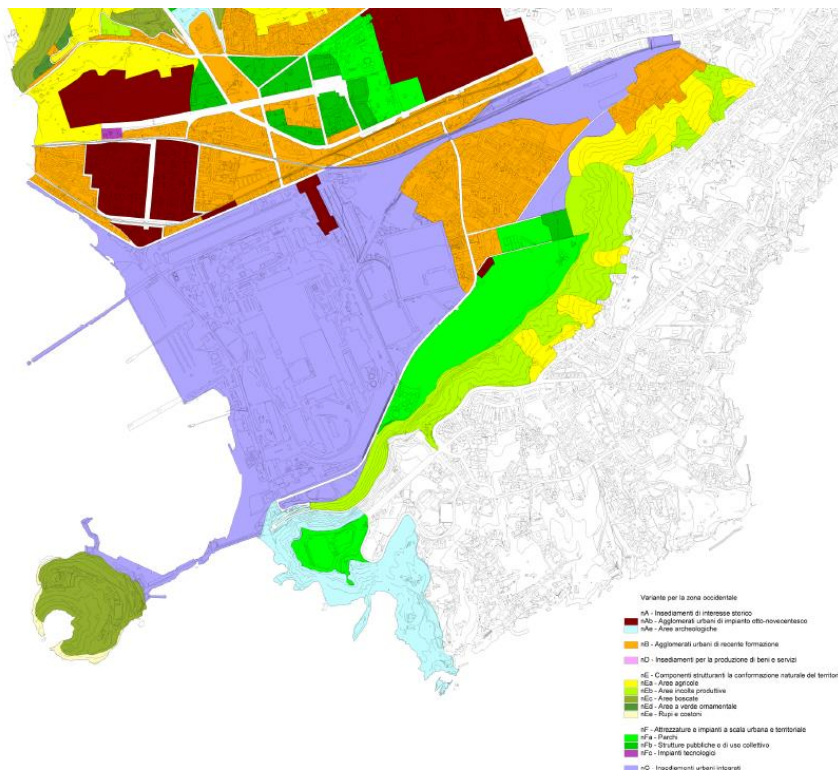 Variante per la zona occidentale
nA - Insediamenti di interesse storico
nAb - Agglomerati urbani di impianto otto-novecentesco
nAe - Aree archeologiche
nB - Agglomerati urbani di recente formazione
nD - Insediamenti per la produzione di beni e servizi
nE - Componenti strutturanti la conformazione naturale del territor
nEa - Aree agricole
nEb - Aree incolte produttive
nEc - Aree boscate
nEd - Aree a verde ornamentale
nEe - Rupi e costoni
nF - Attrezzature e impianti a scala urbana e territoriale
nFa - Parchi
nFb - Strutture pubbliche e di uso collettivo
nFc - Impianti tecnologici
nG - Insediamenti urbani integrati